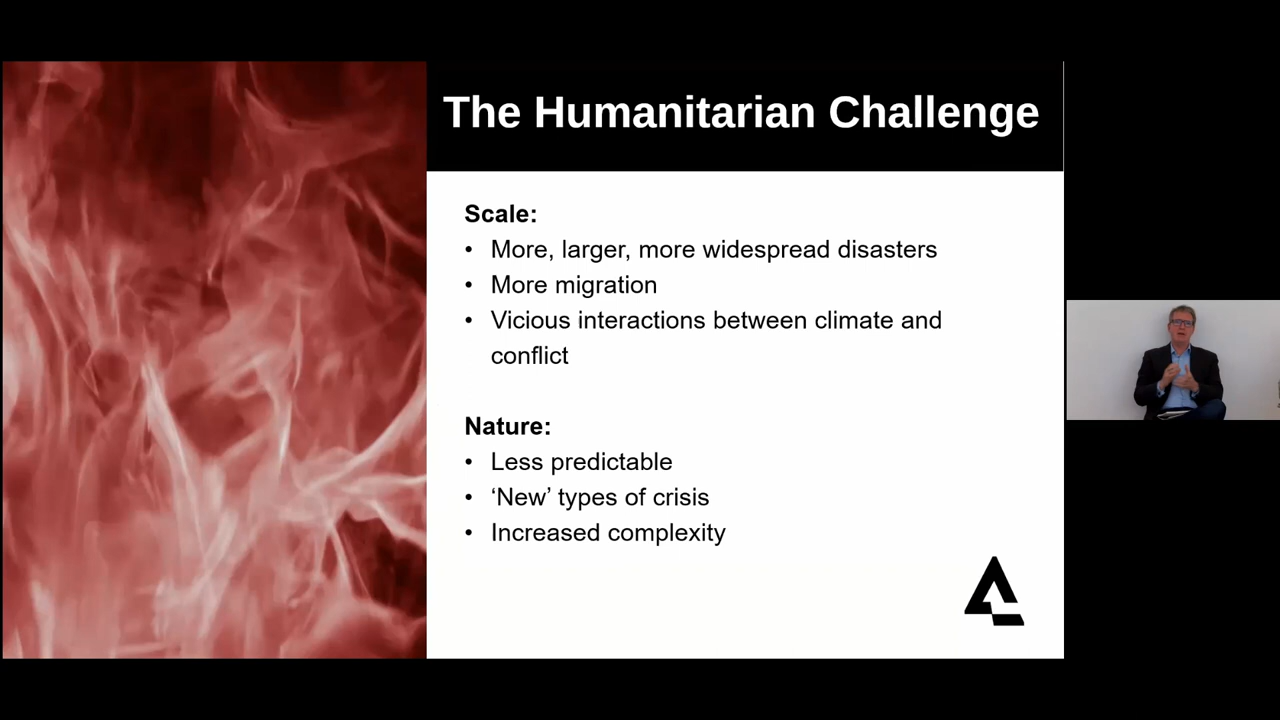 The Humanitarian Challenge
Scale:
• More, larger, more widespread disasters
• More migration
• Vicious interactions between climate and
conflict
Nature:
• Less predictable
• ‘New’ types of crisis
• Increased complexity